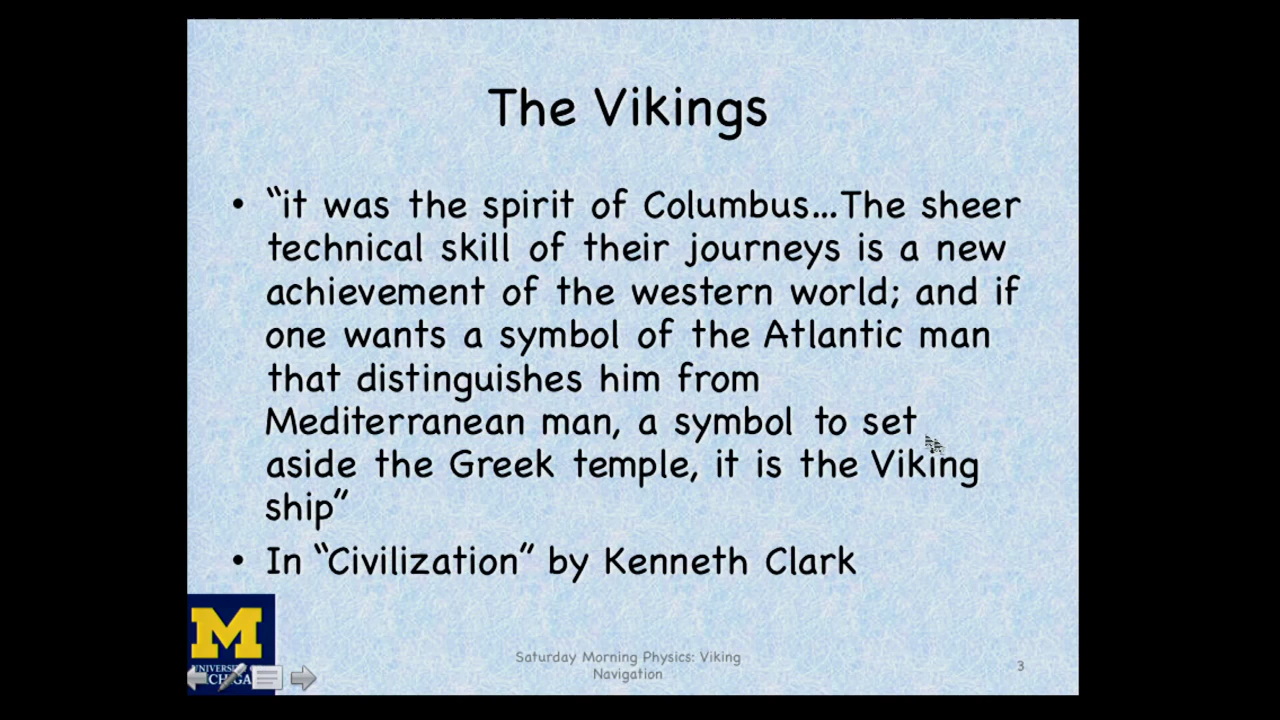 The Vikings
• “it was the spirit of Columbus...The sheer
technical skill of their journeys is a new
achievement of the western world; and if
one wants a symbol of the Atlantic man
that distinguishes him from
Mediterranean man, a symbol to set
aside the Greek temple, it is the Viking
ship”
• In “Civilization” by Kenneth Clark
M
Saturday Morning Physics: Viking
Navigation
3